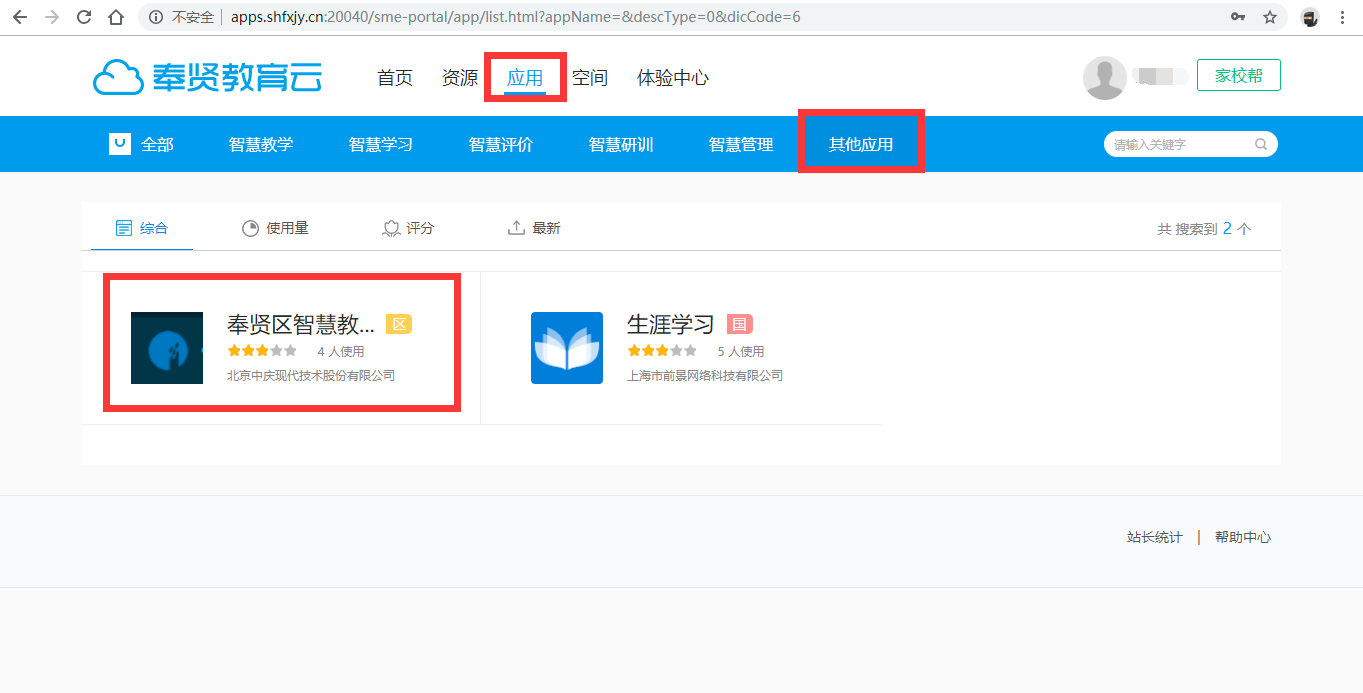 不安全 | apps.shfxjy.cn:20040/sme-portal/app/list.html?appName=&descType=0&dicCode=6
奉贤教育云 首页 资源 应用 空间 体验中心 家校帮
全部 智慧教学 智慧学习 智慧评价 智慧研训 智慧管理 其他应用 请输入关键字
综合 使用量 评分 最新 共 搜索到 2 个
奉贤区智慧教... 区
4 人使用
北京中庆现代技术股份有限公司
生涯学习 国
5 人使用
上海市前景网络科技有限公司
站长统计 | 帮助中心